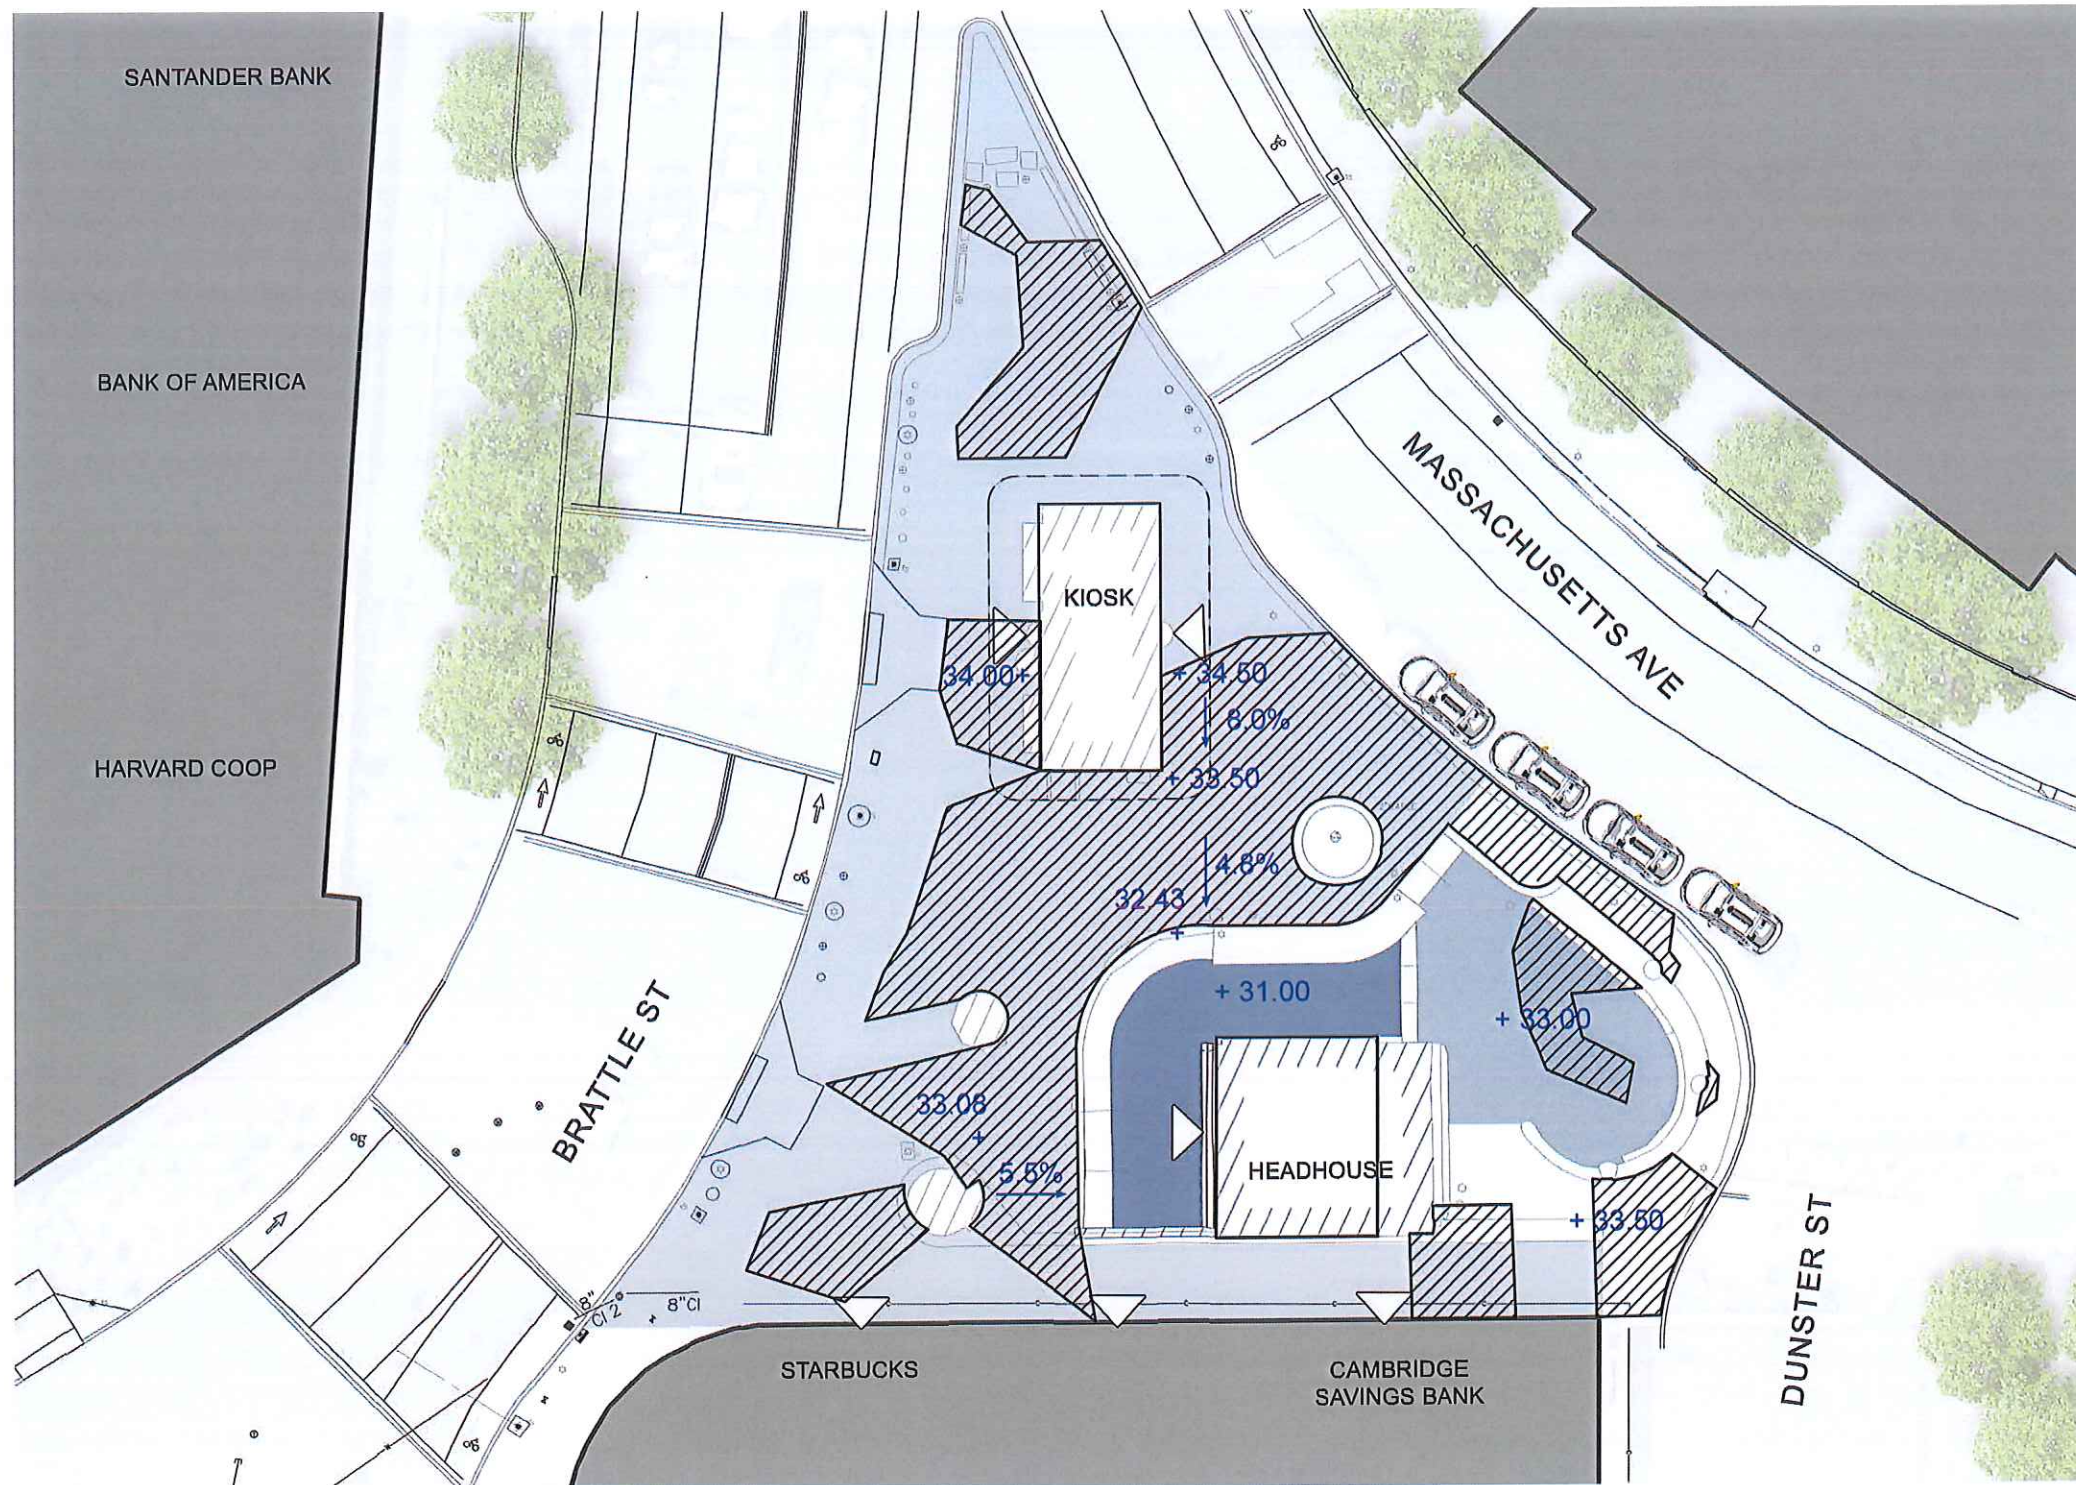 SANTANDER BANK
BANK OF AMERICA
HARVARD COOP
MASSACHUSETTS AVE
KIOSK
34.00+
+ 34.50
8.0%
+ 33.50
4.8%
32.43
+
+ 31.00
+ 33.00
BRATTLE ST
33.08
+
5.5%
HEADHOUSE
+ 33.50
DUNSTER ST
8"
CI 2
8"CI
STARBUCKS
CAMBRIDGE
SAVINGS BANK